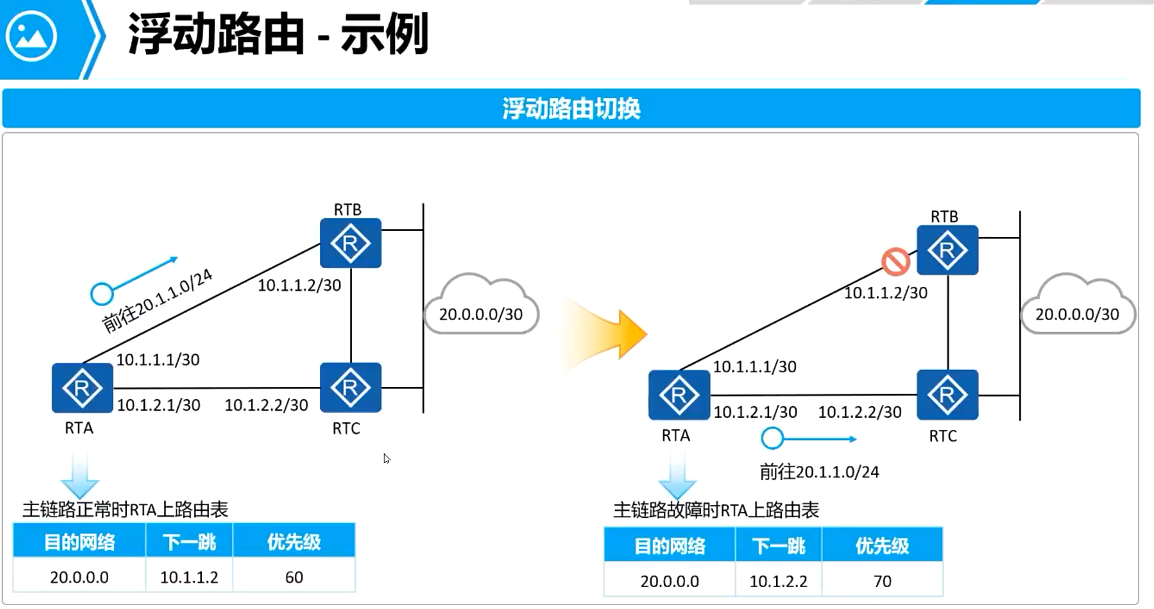 浮动路由 - 示例
浮动路由切换
RTB
10.1.1.2/30
前往20.1.1.0/24
20.0.0.0/30
10.1.1.1/30
10.1.2.1/30
10.1.2.2/30
RTA
RTC
主链路正常时RTA上路由表
目的网络 下一跳 优先级
20.0.0.0 10.1.1.2 60
RTB
10.1.1.2/30
20.0.0.0/30
10.1.1.1/30
10.1.2.1/30
10.1.2.2/30
RTA
RTC
前往20.1.1.0/24
主链路故障时RTA上路由表
目的网络 下一跳 优先级
20.0.0.0 10.1.2.2 70
R
R
R
R
R
R